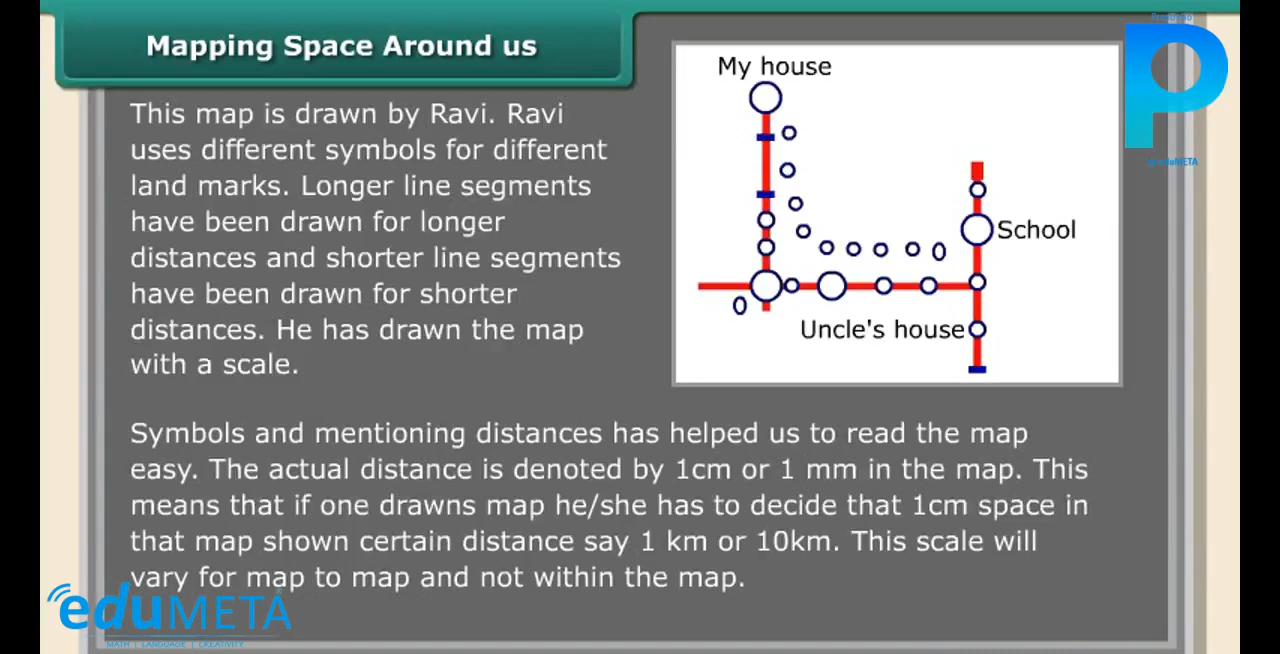 Mapping Space Around us
This map is drawn by Ravi. Ravi
uses different symbols for different
land marks. Longer line segments
have been drawn for longer
distances and shorter line segments
have been drawn for shorter
distances. He has drawn the map
with a scale.
My house
School
Uncle's house
Symbols and mentioning distances has helped us to read the map
easy. The actual distance is denoted by 1cm or 1 mm in the map. This
means that if one drawns map he/she has to decide that 1cm space in
that map shown certain distance say 1 km or 10km. This scale will
vary for map to map and not within the map.
P
eduMETA
MATH | LANGUAGE | CREATIVITY